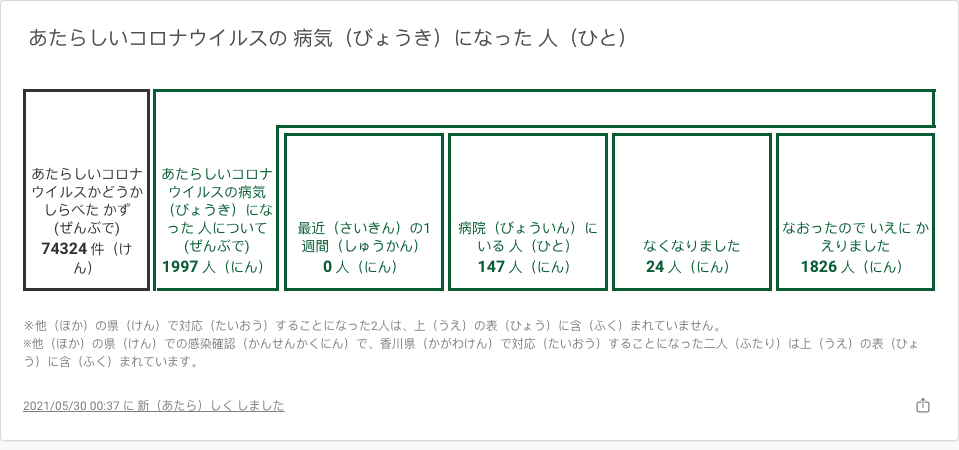 あたらしいコロナウイルスの 病気（びょうき）になった 人（ひと）
あたらしいコロナ
ウイルスかどうか
しらべた かず
(ぜんぶで)
74324 件（け
ん）
あたらしいコロナ
ウイルスの病気
（びょうき）にな
った 人について
(ぜんぶで)
1997 人（にん）
最近（さいきん）の1
週間（しゅうかん）
0 人（にん）
病院（びょういん）に
いる 人（ひと）
147 人（にん）
なくなりました
24 人（にん）
なおったので いえに か
えりました
1826 人（にん）
※他（ほか）の県（けん）で対応（たいおう）することになった2人は、上（うえ）の表（ひょう）に含（ふく）まれていません。
※他（ほか）の県（けん）での感染確認（かんせんかくにん）で、香川県（かがわけん）で対応（たいおう）することになった二人（ふたり）は上（うえ）の表（ひょ
う）に含（ふく）まれています。
2021/05/30 00:37 に 新（あたら）しく しました